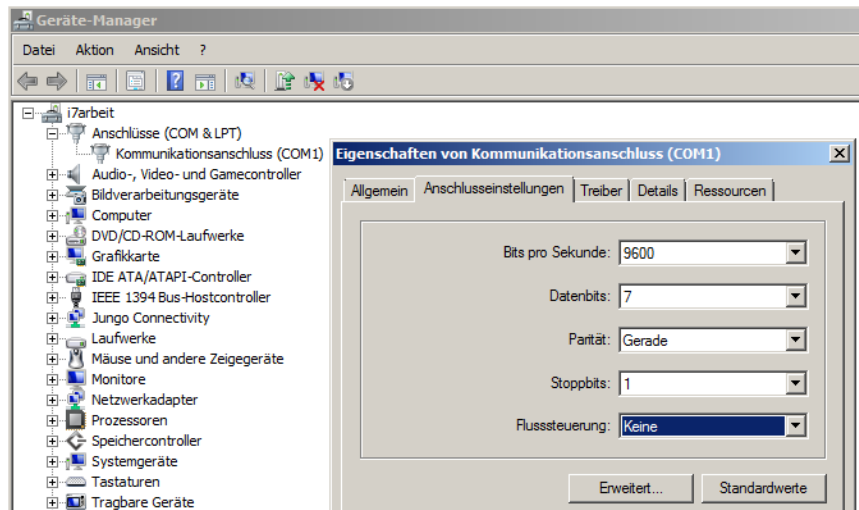 Geräte-Manager
Datei Aktion Ansicht ?
i7arbeit
Anschlüsse (COM & LPT)
Kommunikationsanschluss (COM1)
Audio-, Video- und Gamecontroller
Bildverarbeitungsgeräte
Computer
DVD/CD-ROM-Laufwerke
Grafikkarte
IDE ATA/ATAPI-Controller
IEEE 1394 Bus-Hostcontroller
Jungo Connectivity
Laufwerke
Mäuse und andere Zeigegeräte
Monitore
Netzwerkadapter
Prozessoren
Speichercontroller
Systemgeräte
Tastaturen
Tragbare Geräte
Eigenschaften von Kommunikationsanschluss (COM1)
Allgemein Anschlusseinstellungen Treiber Details Ressourcen
Bits pro Sekunde: 9600
Datenbits: 7
Parität: Gerade
Stoppbits: 1
Flusssteuerung: Keine
Erweitert... Standardwerte